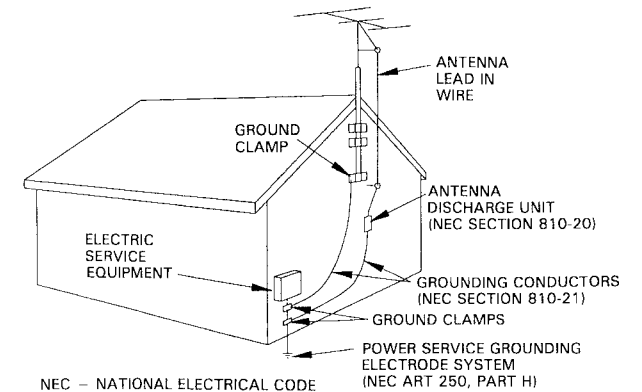 ANTENNA
LEAD IN
WIRE
GROUND
CLAMP
ANTENNA
DISCHARGE UNIT
(NEC SECTION 810-20)
ELECTRIC
SERVICE
EQUIPMENT
GROUNDING CONDUCTORS
(NEC SECTION 810-21)
GROUND CLAMPS
POWER SERVICE GROUNDING
ELECTRODE SYSTEM
(NEC ART 250, PART H)
NEC – NATIONAL ELECTRICAL CODE